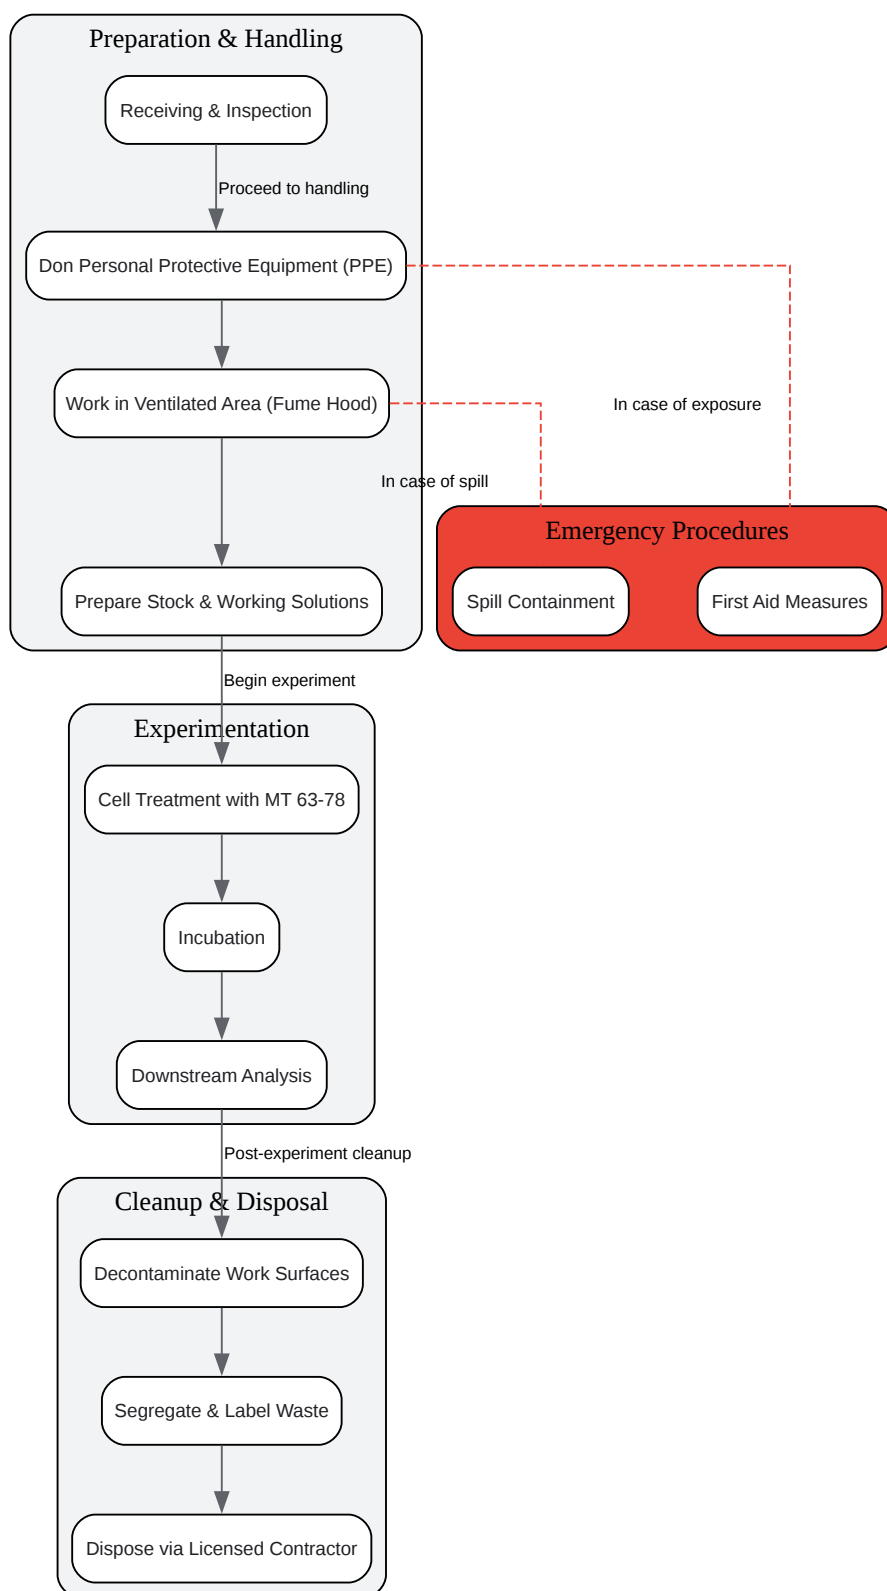 Preparation & Handling
Receiving & Inspection
Proceed to handling
Don Personal Protective Equipment (PPE)
Work in Ventilated Area (Fume Hood)
In case of exposure
In case of spill
Emergency Procedures
Prepare Stock & Working Solutions
Spill Containment
First Aid Measures
Begin experiment
Experimentation
Cell Treatment with MT 63-78
Incubation
Downstream Analysis
Post-experiment cleanup
Cleanup & Disposal
Decontaminate Work Surfaces
Segregate & Label Waste
Dispose via Licensed Contractor